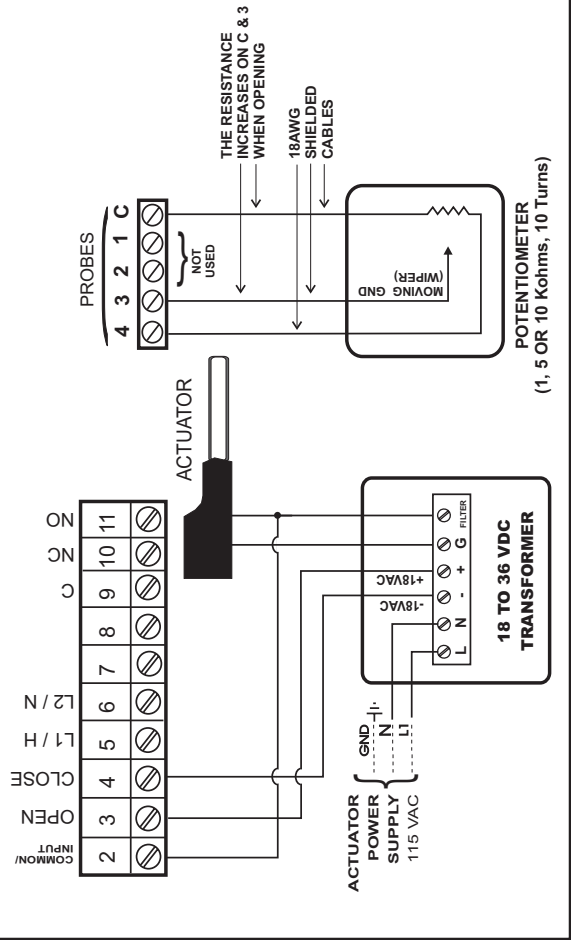 COMMON/
INPUT
OPEN
CLOSE
L1 / H
L2 / N
C
NC
NO
2
3
4
5
6
7
8
9
10
11
ACTUATOR
ACTUATOR
POWER
SUPPLY
115 VAC
GND
N
L1
-18VAC
+18VAC
L
N
-
+
G
FILTER
18 TO 36 VDC
TRANSFORMER
PROBES
4
3
2
1
C
NOT
USED
THE RESISTANCE
INCREASES ON C & 3
WHEN OPENING
18AWG
SHIELDED
CABLES
MOVING GND
(WIPER)
POTENTIOMETER
(1, 5 OR 10 Kohms, 10 Turns)